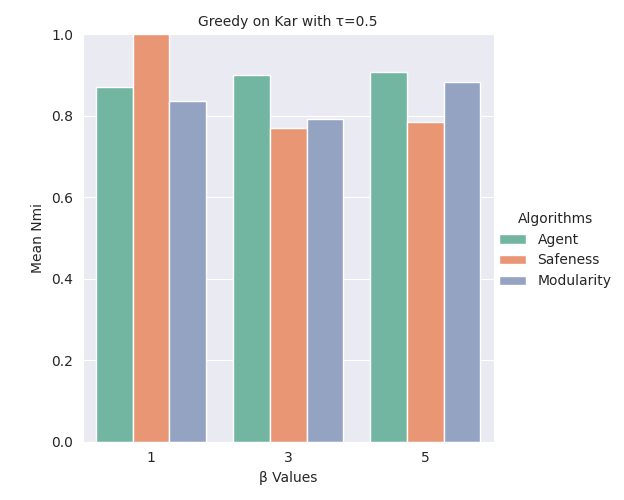 Greedy on Kar with τ=0.5
1.0
0.8
0.6
0.4
0.2
0.0
Mean Nmi
1 3 5
β Values
Algorithms
Agent
Safeness
Modularity